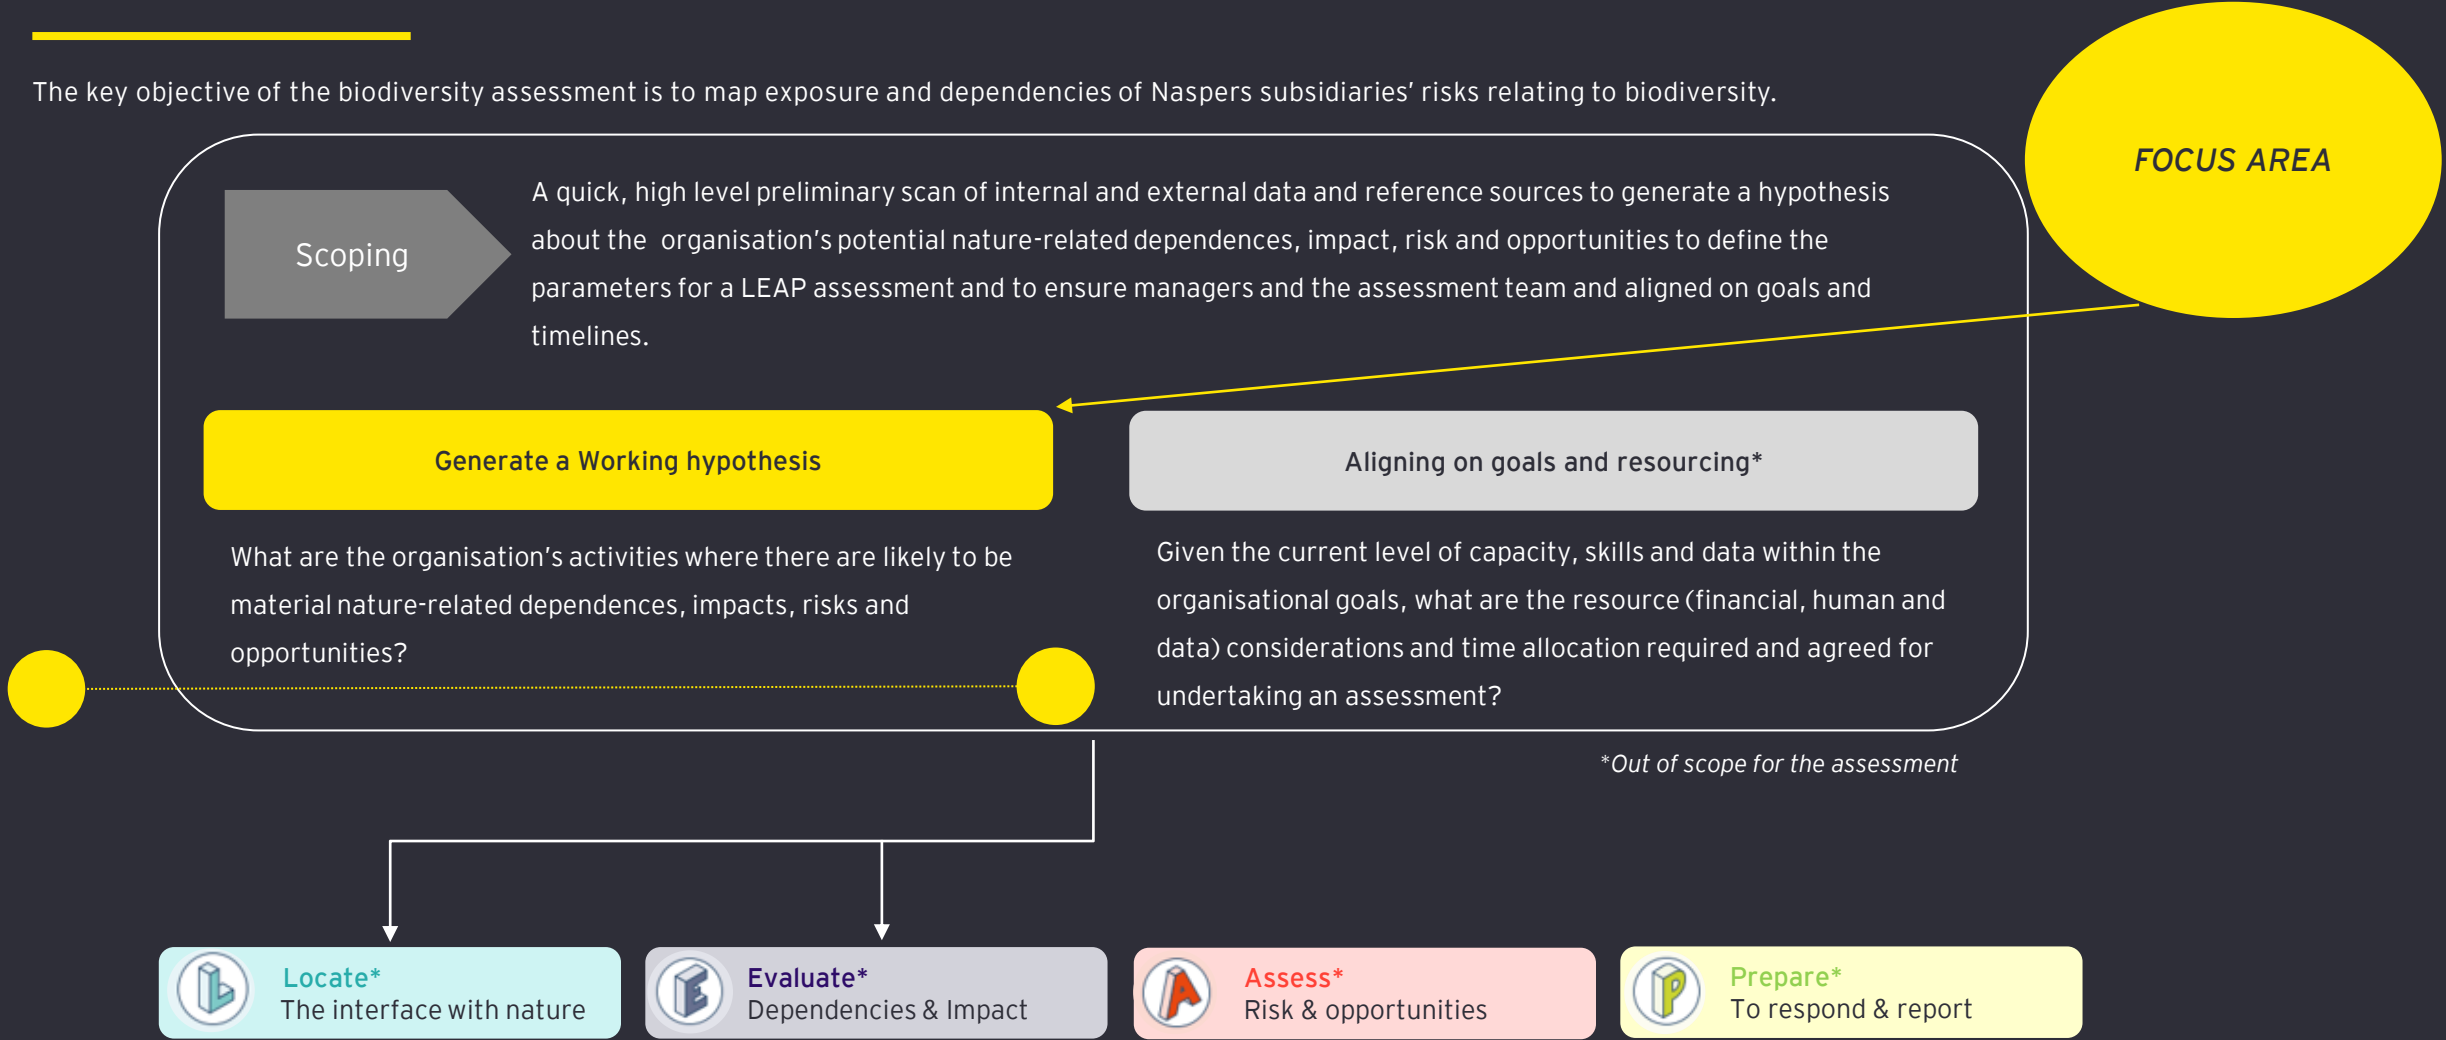 The key objective of the biodiversity assessment is to map exposure and dependencies of Naspers subsidiaries' risks relating to biodiversity.
FOCUS AREA
Scoping
A quick, high level preliminary scan of internal and external data and reference sources to generate a hypothesis
about the organisation's potential nature-related dependences, impact, risk and opportunities to define the
parameters for a LEAP assessment and to ensure managers and the assessment team and aligned on goals and
timelines.
Generate a Working hypothesis
What are the organisation's activities where there are likely to be
material nature-related dependences, impacts, risks and
opportunities?
Aligning on goals and resourcing*
Given the current level of capacity, skills and data within the
organisational goals, what are the resource (financial, human and
data) considerations and time allocation required and agreed for
undertaking an assessment?
*Out of scope for the assessment
L
Locate*
The interface with nature
E
Evaluate*
Dependencies & Impact
A
Assess*
Risk & opportunities
P
Prepare*
To respond & report